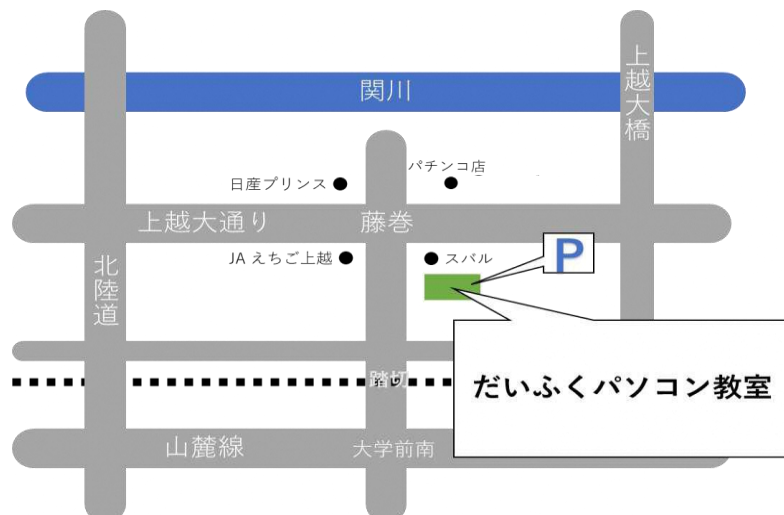 関川
上越大橋
パチンコ店
日産プリンス
上越大通り
藤巻
JA えちご上越
スバル
P
北陸道
だいふくパソコン教室
踏切
山麓線
大学前南